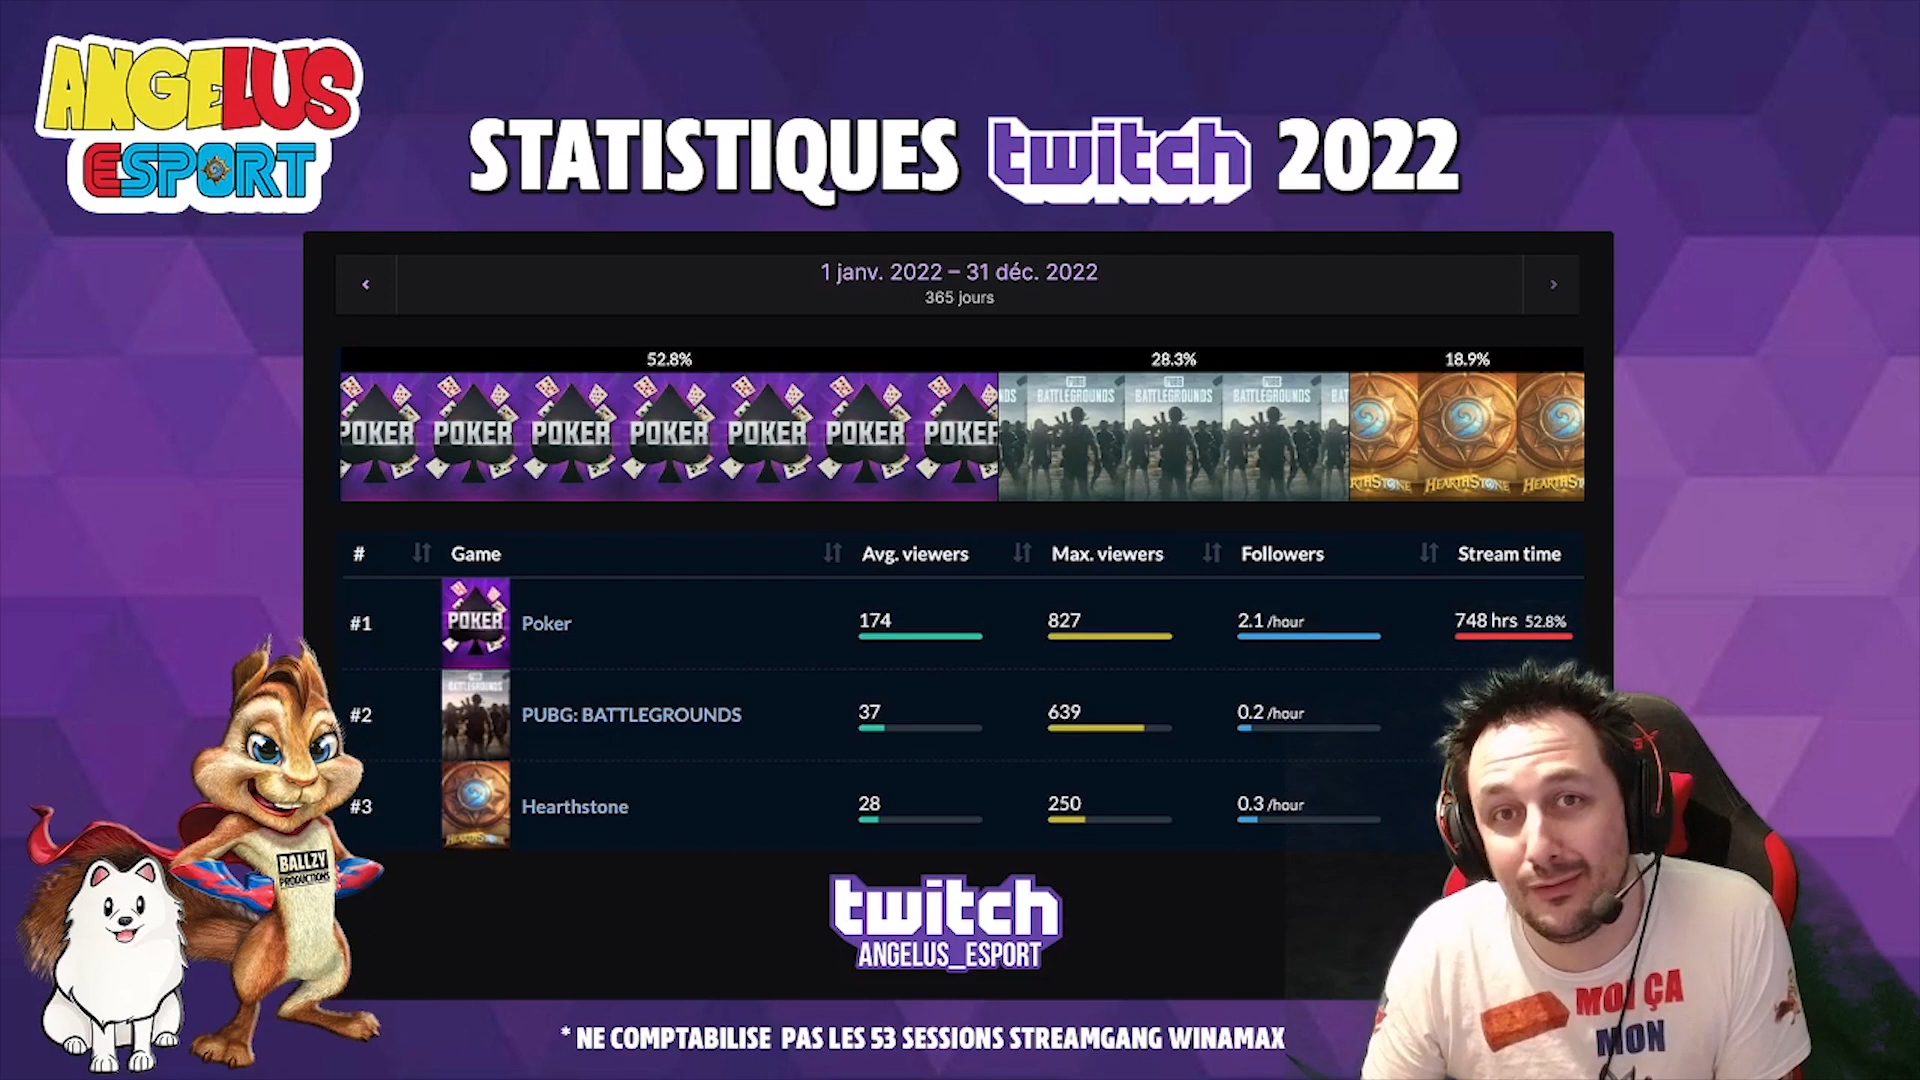 ANGELUS
ESPORT
STATISTIQUES twitch 2022
1 janv. 2022 – 31 déc. 2022
365 jours
52.8% 28.3% 18.9%
POKER POKER POKER POKER POKER POKER POKER
BATTLEGROUNDS BATTLEGROUNDS BATTLEGROUNDS
HEARTHSTONE
# Game Avg. viewers Max. viewers Followers Stream time
#1 POKER Poker 174 827 2.1 /hour 748 hrs 52.8%
#2 BATTLEGROUNDS PUBG: BATTLEGROUNDS 37 639 0.2 /hour
#3 HEARTHSTONE Hearthstone 28 250 0.3 /hour
BALLZY
PRODUCTIONS
twitch
ANGELUS_ESPORT
MOI ÇA
MON
* NE COMPTABILISE PAS LES 53 SESSIONS STREAMGANG WINAMAX